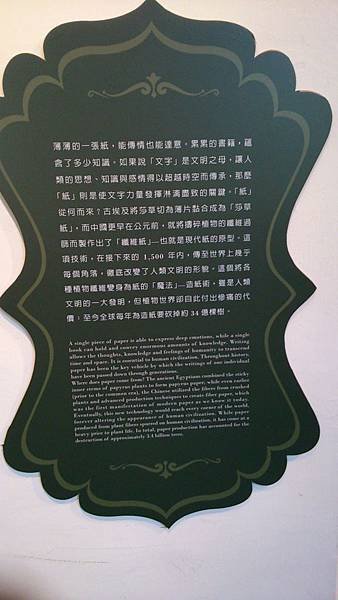 薄薄的一張紙，能傳情也能達意。累累的書籍，蘊
含了多少知識。如果說「文字」是文明之母，讓人
類的思想、知識與感情得以超越時空而傳承，那麼
「紙」則是使文字力量發揮淋漓盡致的關鍵。「紙」
從何而來？古埃及將莎草切為薄片黏合成為「莎草
紙」，而中國更早在公元前，就將搗碎植物的纖維過
篩而製作出了「纖維紙」—也就是現代紙的原型。這
項技術，在接下來的 1,500 年內，傳至世界上幾乎
每個角落，徹底改變了人類文明的形貌。這個將各
種植物纖維變身為紙的「魔法」—造紙術，雖是人類
文明的一大發明，但植物世界卻自此付出慘痛的代
價：至今全球每年為造紙要砍掉約 34 億棵樹。
A single piece of paper is able to express deep emotions, while a single
book can hold and convey enormous amounts of knowledge. Writing
allows the thoughts, knowledge and feelings of humanity to transcend
time and space. It is essential to human civilization. Throughout history,
paper has been the key vehicle by which the writings of our individual
have been passed down through generations.
Where does paper come from? The ancient Egyptians combined the sticky
inner stems of papyrus plants to form papyrus paper, while even earlier
(prior to the common era), the Chinese utilized the fibers from crushed
plants and advanced production techniques to create fiber paper, which
was the first manifestation of modern paper as we know it today.
Eventually, this new technology would reach every corner of the world,
forever altering the appearance of human civilization. While paper
produced from plant fibers spurred on human civilization, it has come at a
heavy price to plant life. In total, paper production has accounted for the
destruction of approximately 3.4 billion trees.